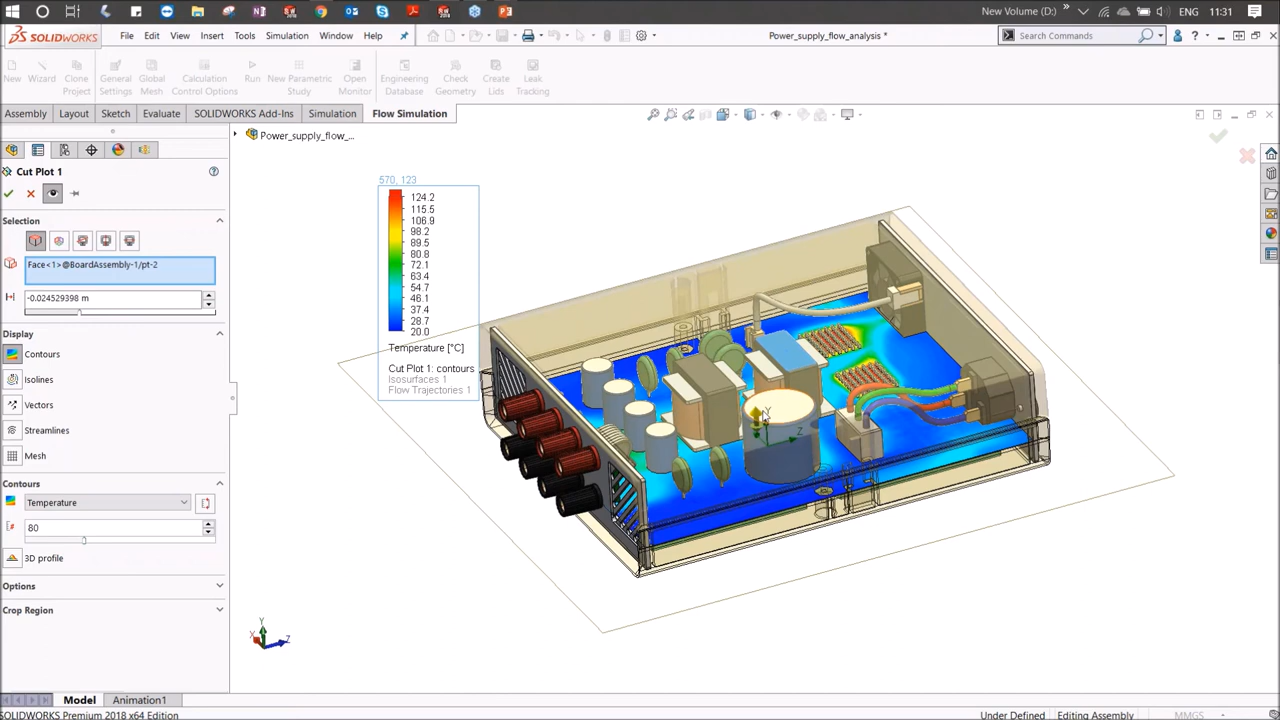 New Volume (D:)
ENG
11:31
SOLIDWORKS
File
Edit
View
Insert
Tools
Simulation
Window
Help
Power_supply_flow_analysis *
Search Commands
New
Wizard
Clone
Project
General
Settings
Global
Mesh
Calculation
Control Options
Run
New Parametric
Study
Open
Monitor
Engineering
Database
Check
Geometry
Create
Lids
Leak
Tracking
Assembly
Layout
Sketch
Evaluate
SOLIDWORKS Add-Ins
Simulation
Flow Simulation
Power_supply_flow_...
Cut Plot 1
Selection
Face<1>@BoardAssembly-1/pt-2
-0.024529398 m
Display
Contours
Isolines
Vectors
Streamlines
Mesh
Contours
Temperature
80
3D profile
Options
Crop Region
570, 123
124.2
115.5
106.9
98.2
89.5
80.8
72.1
63.4
54.7
46.1
37.4
28.7
20.0
Temperature [°C]
Cut Plot 1: contours
Isosurfaces 1
Flow Trajectories 1
Y
Z
Y
X
Z
Model
Animation1
SOLIDWORKS Premium 2018 x64 Edition
Under Defined
Editing Assembly
MMGS